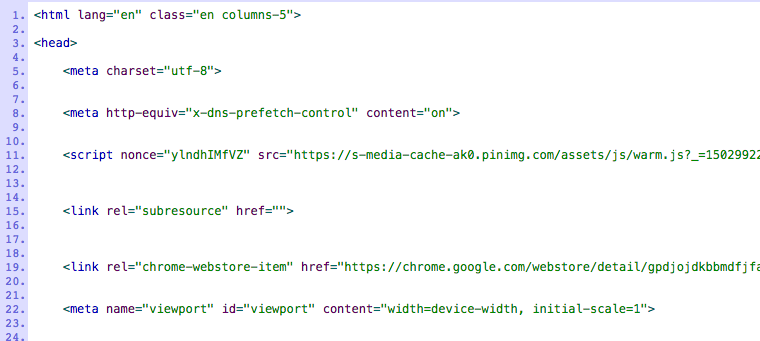 1. <html lang="en" class="en columns-5">
2.
3. <head>
4.
5. <meta charset="utf-8">
6.
7.
8. <meta http-equiv="x-dns-prefetch-control" content="on">
9.
10.
11. <script nonce="ylndhIMfVZ" src="https://s-media-cache-ak0.pinimg.com/assets/js/warm.js?_=15029922
12.
13.
14.
15. <link rel="subresource" href="">
16.
17.
18.
19. <link rel="chrome-webstore-item" href="https://chrome.google.com/webstore/detail/gpdjojdkbbmdfjfa
20.
21.
22. <meta name="viewport" id="viewport" content="width=device-width, initial-scale=1">
23.
24.